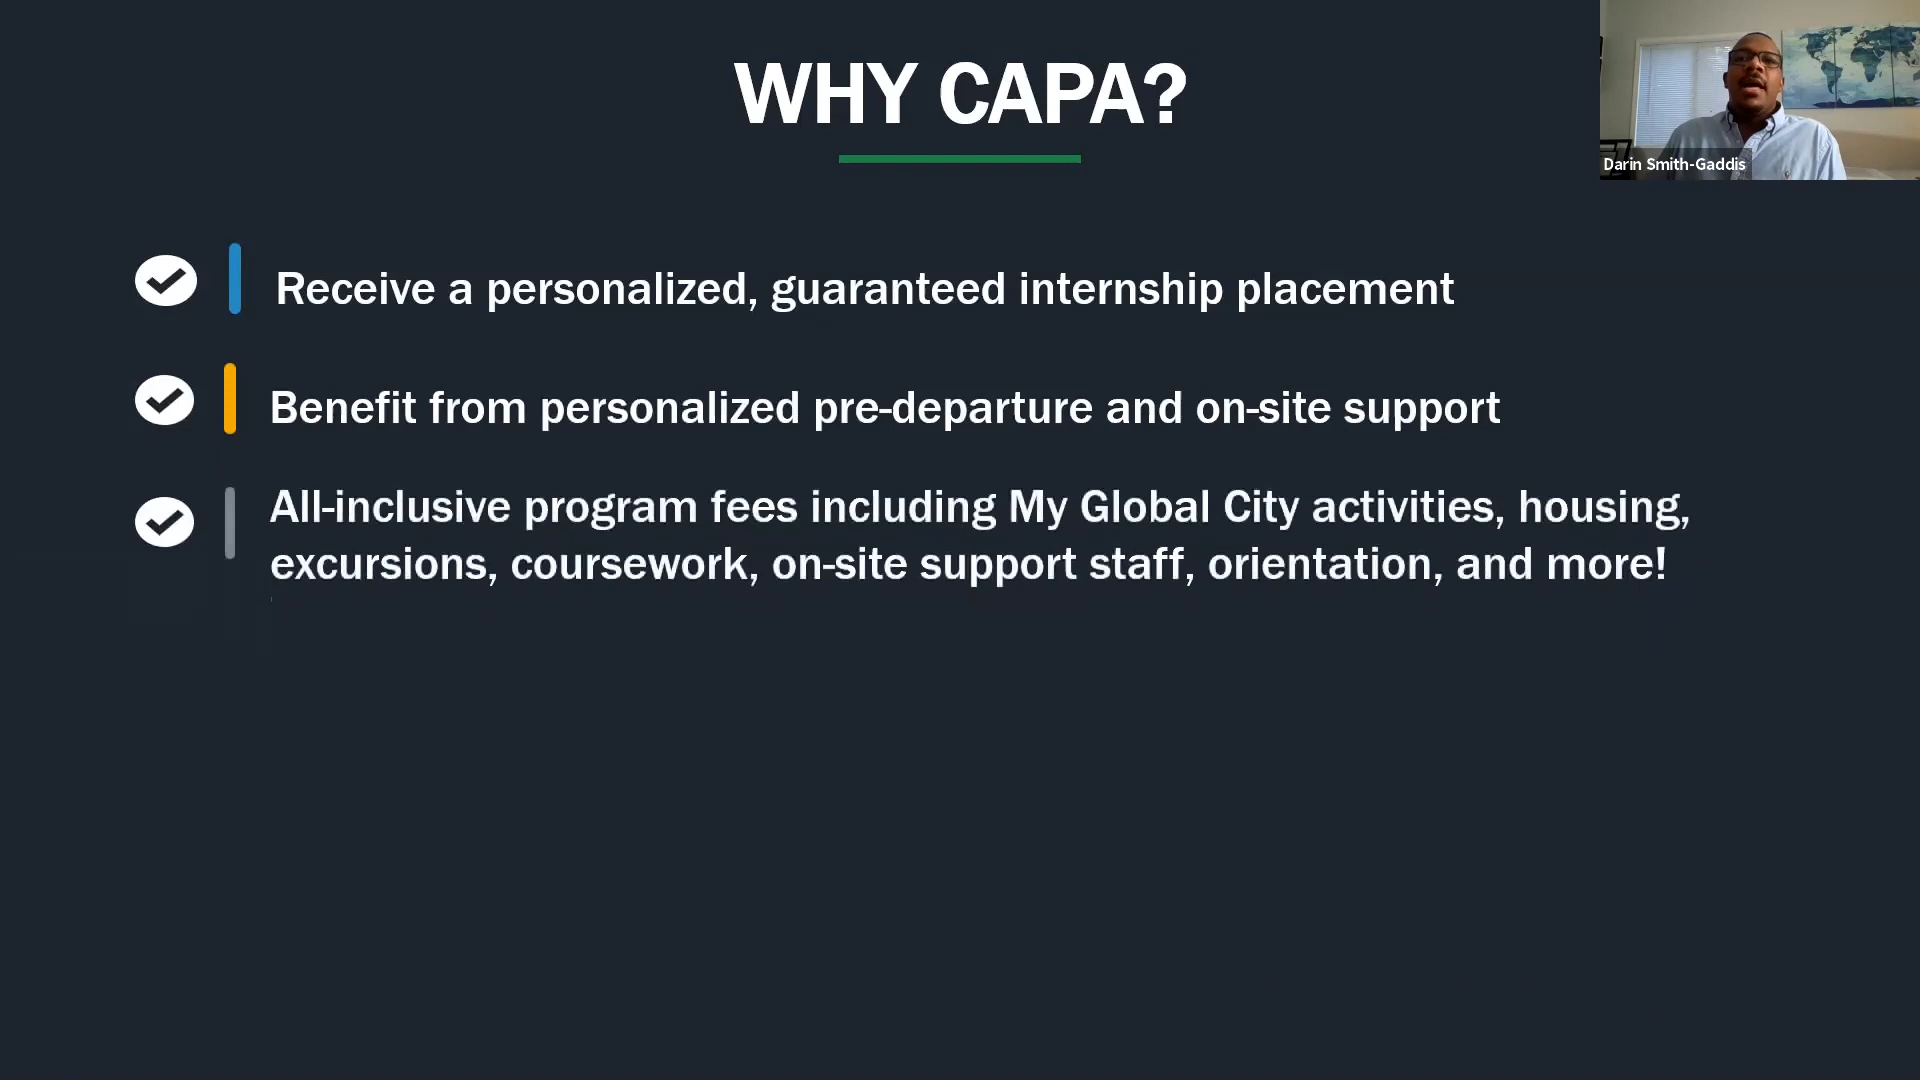 WHY CAPA?
Darin Smith-Gaddis
Receive a personalized, guaranteed internship placement
Benefit from personalized pre-departure and on-site support
All-inclusive program fees including My Global City activities, housing,
excursions, coursework, on-site support staff, orientation, and more!